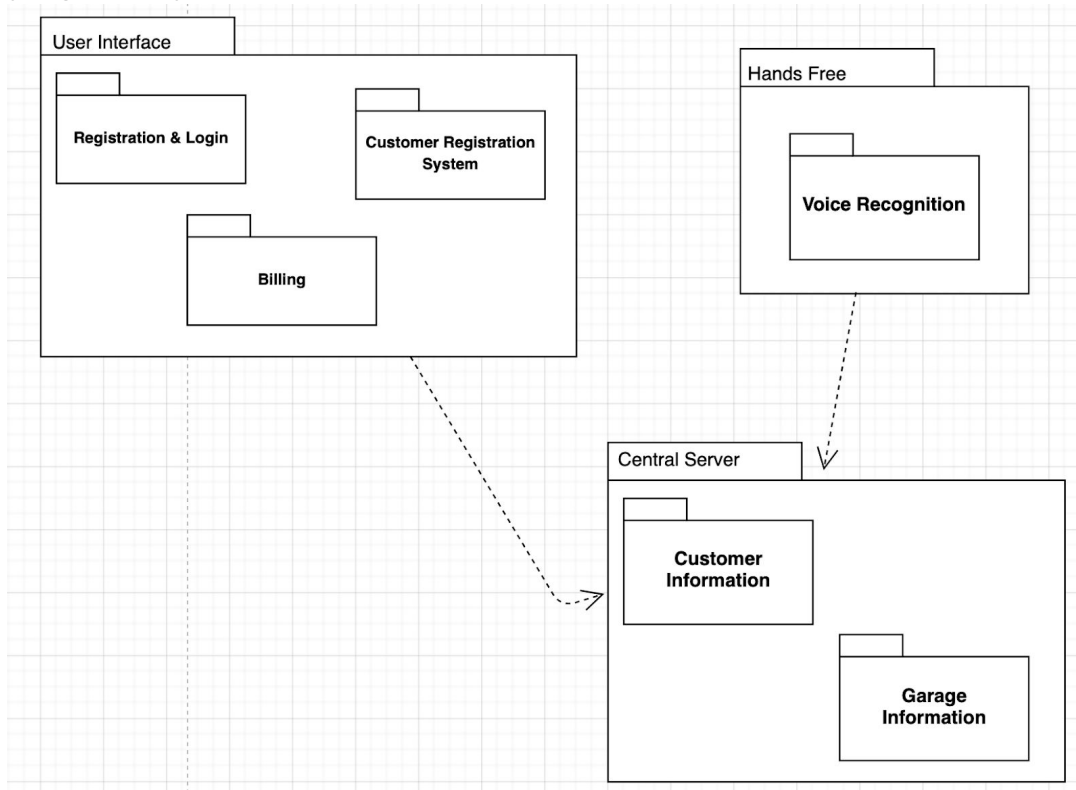 User Interface
Registration & Login
Customer Registration
System
Billing
Hands Free
Voice Recognition
Central Server
Customer
Information
Garage
Information